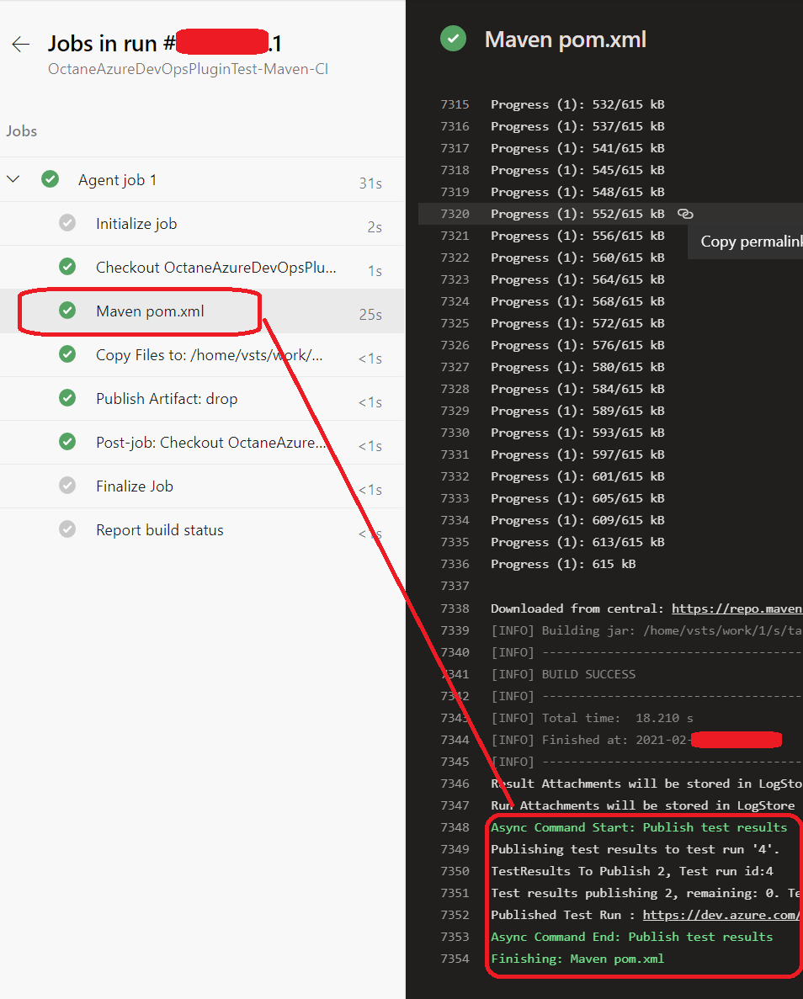 Jobs in run #.1
OctaneAzureDevOpsPluginTest-Maven-CI
Jobs
Agent job 1 31s
Initialize job 2s
Checkout OctaneAzureDevOpsPlu... 1s
Maven pom.xml 25s
Copy Files to: /home/vsts/work/... <1s
Publish Artifact: drop <1s
Post-job: Checkout OctaneAzure... <1s
Finalize Job <1s
Report build status <1s
Maven pom.xml
7315 Progress (1): 532/615 kB
7316 Progress (1): 537/615 kB
7317 Progress (1): 541/615 kB
7318 Progress (1): 545/615 kB
7319 Progress (1): 548/615 kB
7320 Progress (1): 552/615 kB
Copy permalink
7321 Progress (1): 556/615 kB
7322 Progress (1): 560/615 kB
7323 Progress (1): 564/615 kB
7324 Progress (1): 568/615 kB
7325 Progress (1): 572/615 kB
7326 Progress (1): 576/615 kB
7327 Progress (1): 580/615 kB
7328 Progress (1): 584/615 kB
7329 Progress (1): 589/615 kB
7330 Progress (1): 593/615 kB
7331 Progress (1): 597/615 kB
7332 Progress (1): 601/615 kB
7333 Progress (1): 605/615 kB
7334 Progress (1): 609/615 kB
7335 Progress (1): 613/615 kB
7336 Progress (1): 615 kB
7337
7338 Downloaded from central: https://repo.maven
7339 [INFO] Building jar: /home/vsts/work/1/s/ta
7340 [INFO] ------------------------------------
7341 [INFO] BUILD SUCCESS
7342 [INFO] ------------------------------------
7343 [INFO] Total time:  18.210 s
7344 [INFO] Finished at: 2021-02-
7345 [INFO] ------------------------------------
7346 Result Attachments will be stored in LogSto
7347 Run Attachments will be stored in LogStore
7348 Async Command Start: Publish test results
7349 Publishing test results to test run '4'.
7350 TestResults To Publish 2, Test run id:4
7351 Test results publishing 2, remaining: 0. Te
7352 Published Test Run : https://dev.azure.com/
7353 Async Command End: Publish test results
7354 Finishing: Maven pom.xml